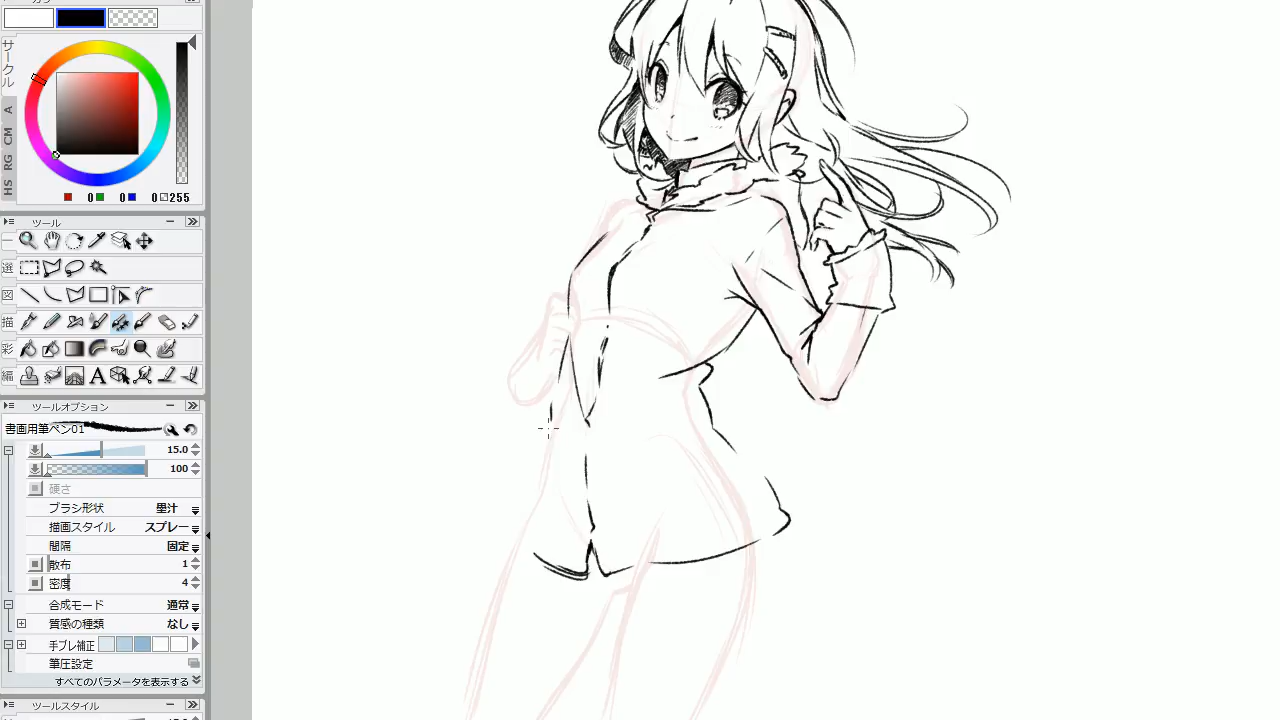 カラー
サークル
A
CM
RG
HS
0 0 0 255
ツール
選
図
描
彩
編
A
ツールオプション
書画用筆ペン01
15.0
100
硬さ
ブラシ形状 墨汁
描画スタイル スプレー
間隔 固定
散布 1
密度 4
合成モード 通常
質感の種類 なし
手ブレ補正
筆圧設定
すべてのパラメータを表示する
ツールスタイル